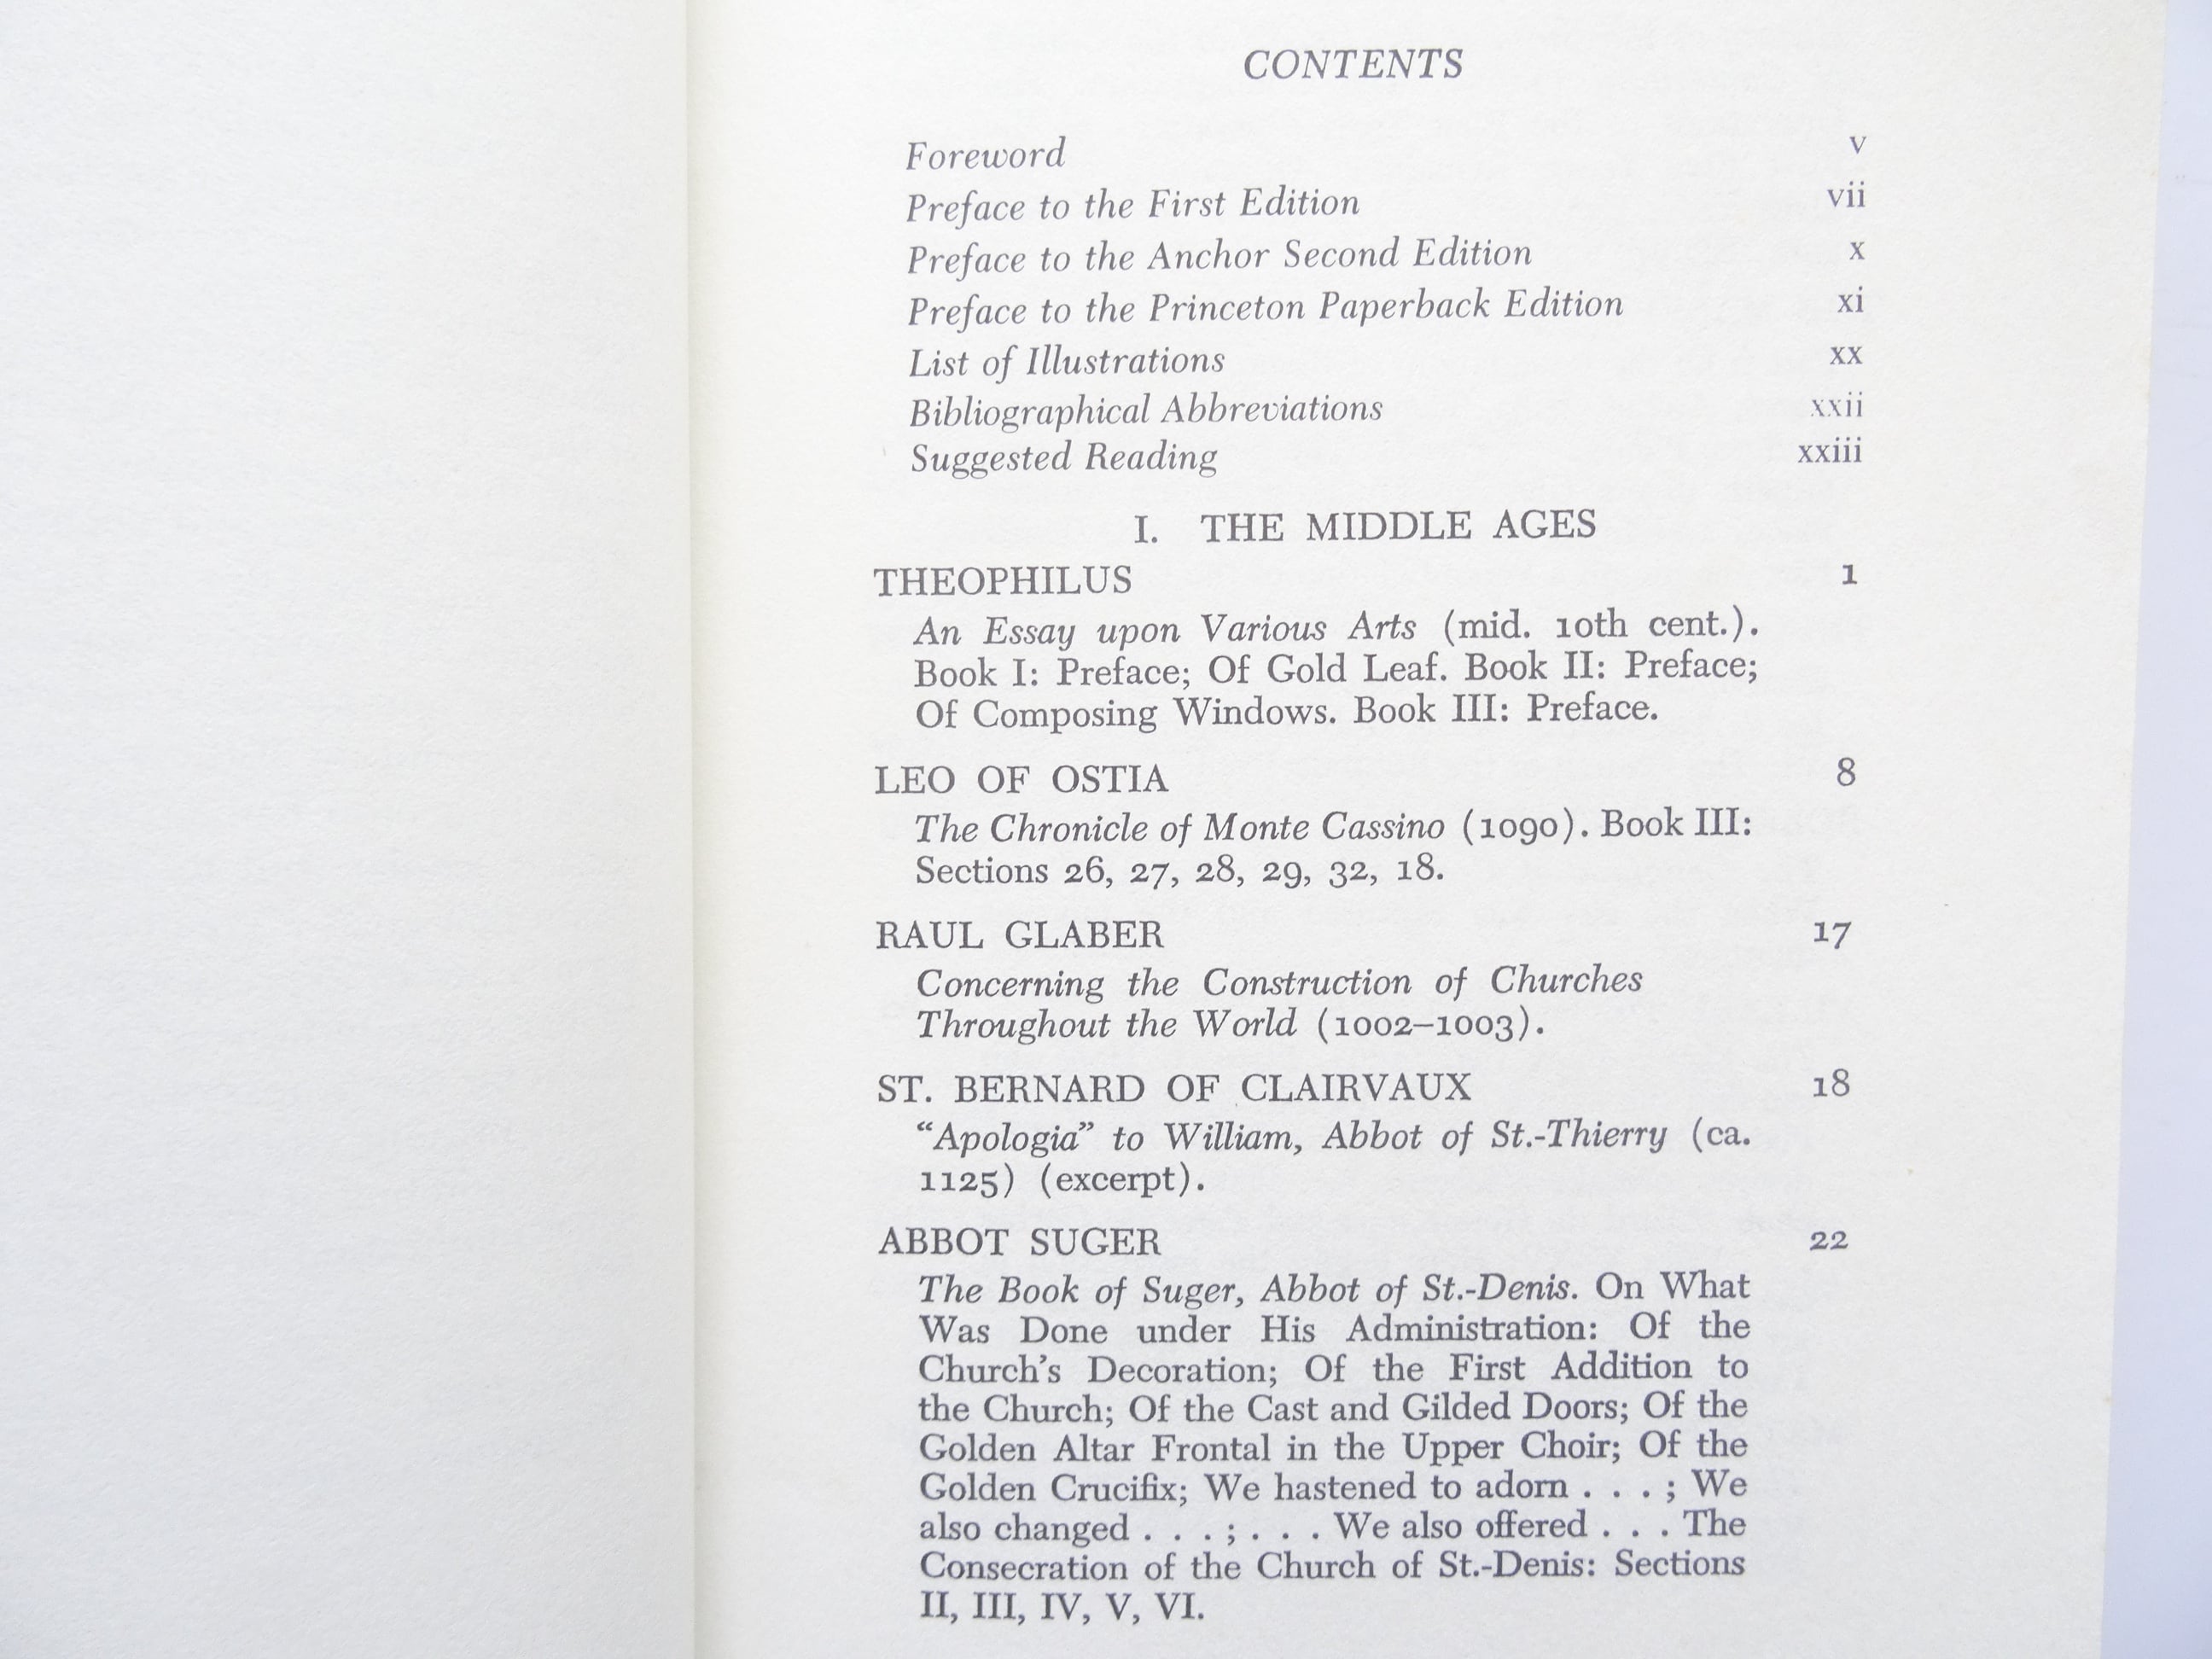 CONTENTS
Foreword v
Preface to the First Edition vii
Preface to the Anchor Second Edition x
Preface to the Princeton Paperback Edition xi
List of Illustrations xx
Bibliographical Abbreviations xxii
Suggested Reading xxiii
I. THE MIDDLE AGES
THEOPHILUS 1
An Essay upon Various Arts (mid. 10th cent.).
Book I: Preface; Of Gold Leaf. Book II: Preface;
Of Composing Windows. Book III: Preface.
LEO OF OSTIA 8
The Chronicle of Monte Cassino (1090). Book III:
Sections 26, 27, 28, 29, 32, 18.
RAUL GLABER 17
Concerning the Construction of Churches
Throughout the World (1002–1003).
ST. BERNARD OF CLAIRVAUX 18
“Apologia” to William, Abbot of St.-Thierry (ca.
1125) (excerpt).
ABBOT SUGER 22
The Book of Suger, Abbot of St.-Denis. On What
Was Done under His Administration: Of the
Church’s Decoration; Of the First Addition to
the Church; Of the Cast and Gilded Doors; Of the
Golden Altar Frontal in the Upper Choir; Of the
Golden Crucifix; We hastened to adorn . . . ; We
also changed . . . ; . . . We also offered . . . The
Consecration of the Church of St.-Denis: Sections
II, III, IV, V, VI.